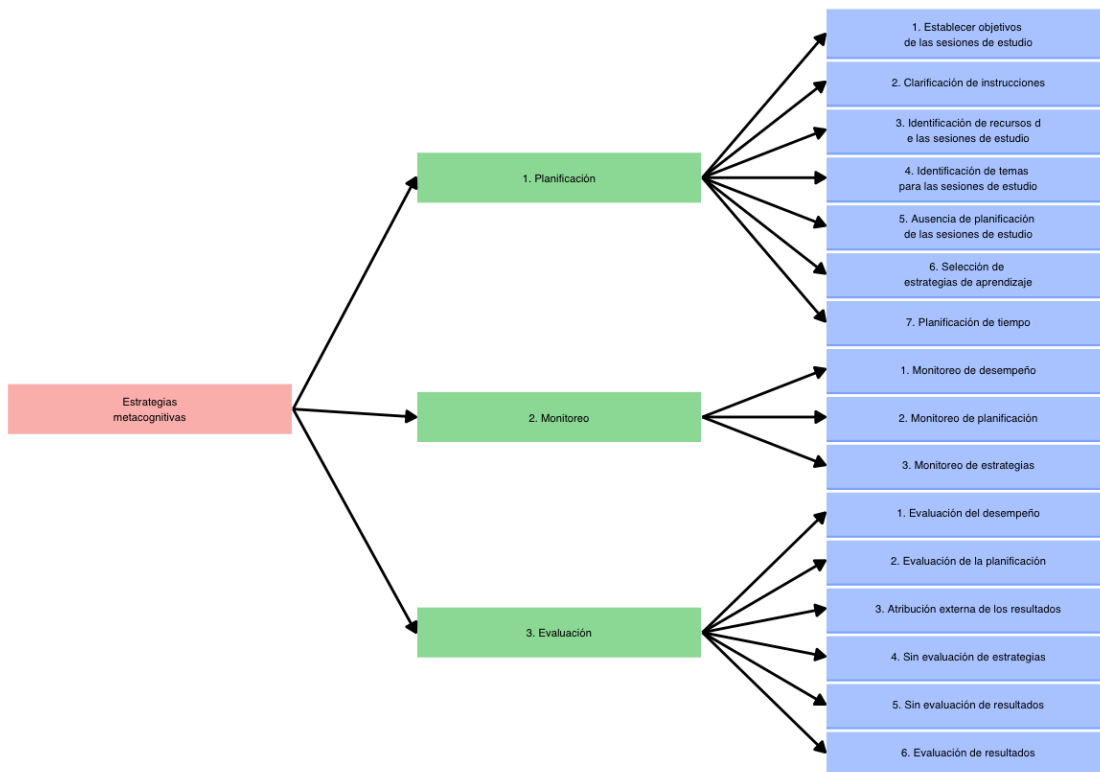 Estrategias
metacognitivas
1. Planificación
1. Establecer objetivos
de las sesiones de estudio
2. Clarificación de instrucciones
3. Identificación de recursos d
e las sesiones de estudio
4. Identificación de temas
para las sesiones de estudio
5. Ausencia de planificación
de las sesiones de estudio
6. Selección de
estrategias de aprendizaje
7. Planificación de tiempo
2. Monitoreo
1. Monitoreo de desempeño
2. Monitoreo de planificación
3. Monitoreo de estrategias
3. Evaluación
1. Evaluación del desempeño
2. Evaluación de la planificación
3. Atribución externa de los resultados
4. Sin evaluación de estrategias
5. Sin evaluación de resultados
6. Evaluación de resultados